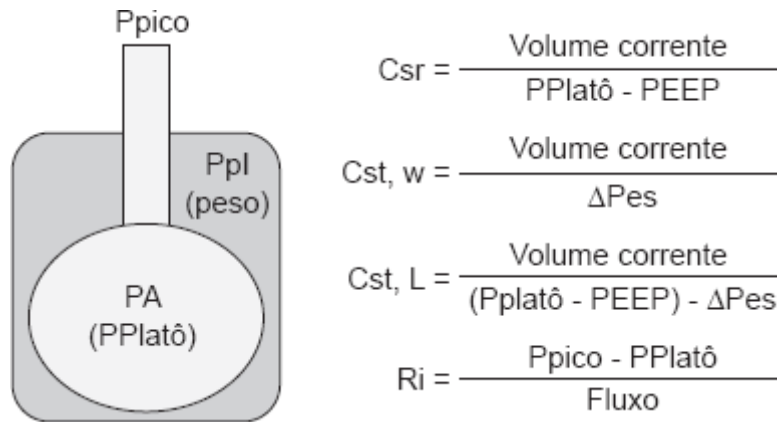 Ppico
Ppl
(peso)
PA
(PPlatô)
Csr = Volume corrente
PPlatô - PEEP
Cst, w = Volume corrente
ΔPes
Cst, L = Volume corrente
(Pplatô - PEEP) - ΔPes
Ri = Ppico - PPlatô
Fluxo